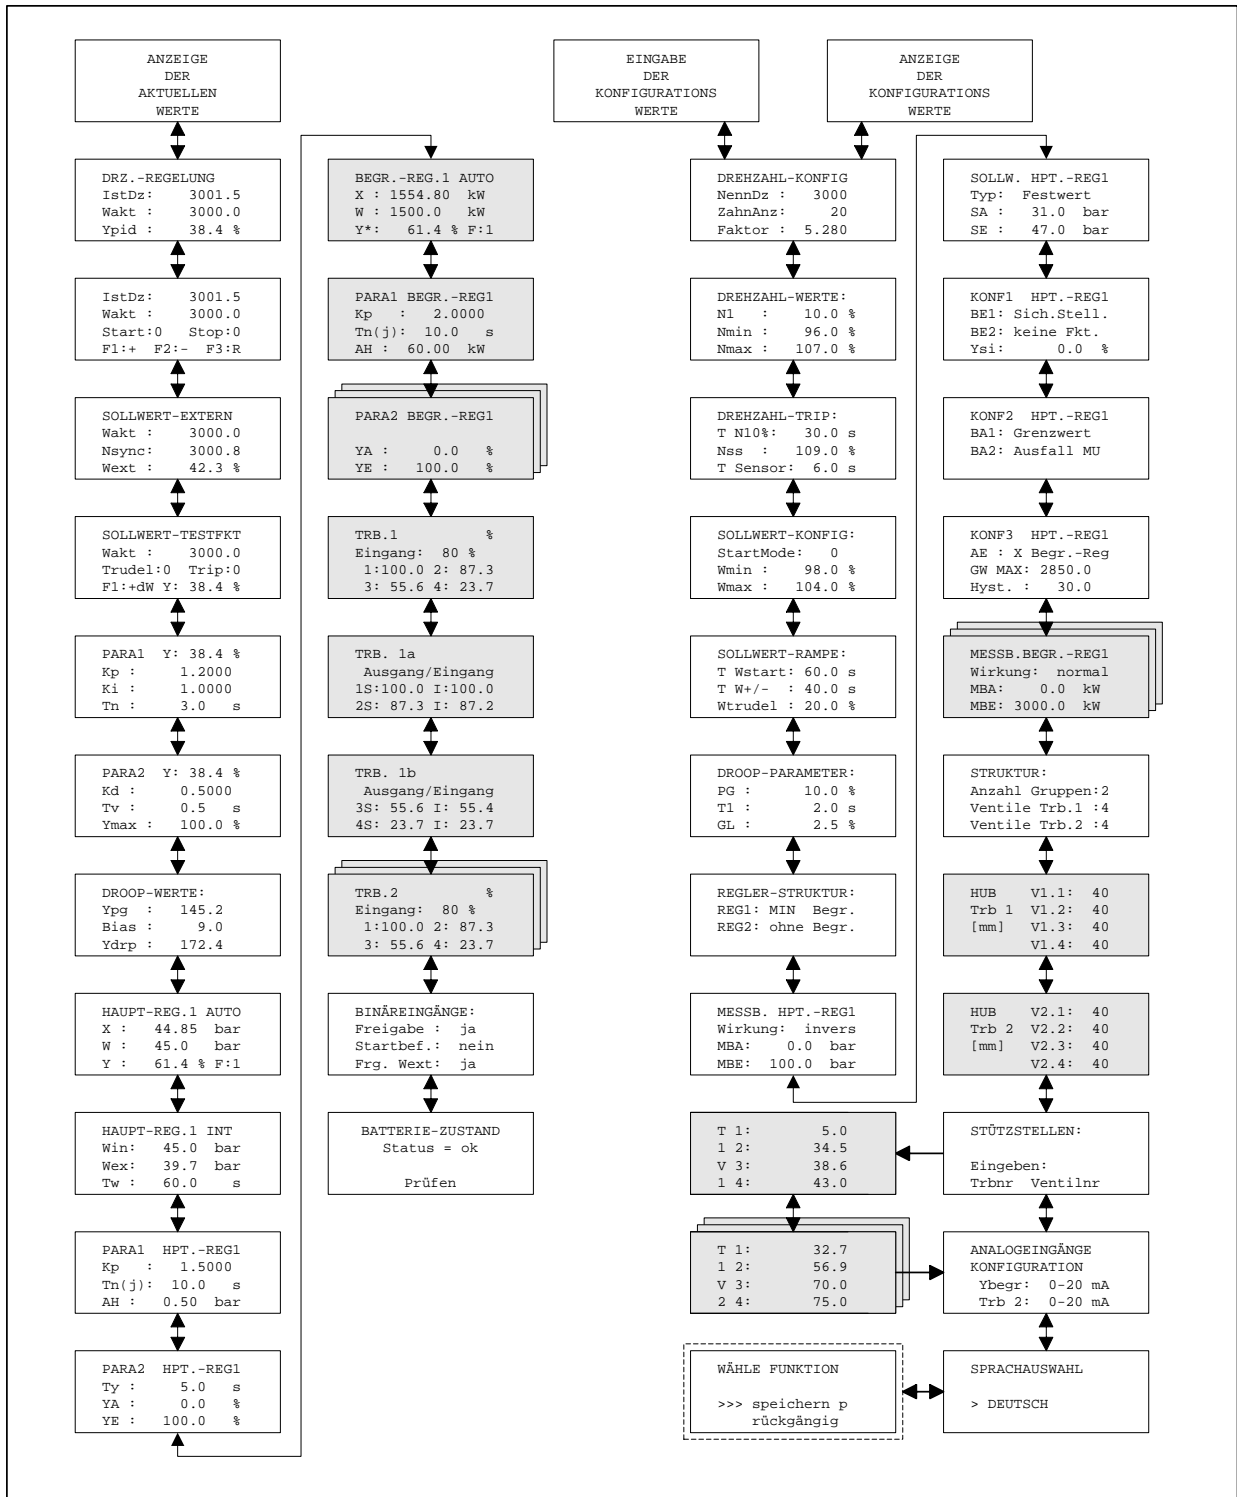 ANZEIGE
DER
AKTUELLEN
WERTE
DRZ.-REGELUNG
IstDz: 3001.5
Wakt : 3000.0
Ypid : 38.4 %
IstDz: 3001.5
Wakt : 3000.0
Start:0 Stop:0
F1:+ F2:- F3:R
SOLLWERT-EXTERN
Wakt : 3000.0
Nsync: 3000.8
Wext : 42.3 %
SOLLWERT-TESTFKT
Wakt : 3000.0
Trudel:0 Trip:0
F1:+dW Y: 38.4 %
PARA1 Y: 38.4 %
Kp : 1.2000
Ki : 1.0000
Tn : 3.0 s
PARA2 Y: 38.4 %
Kd : 0.5000
Tv : 0.5 s
Ymax : 100.0 %
DROOP-WERTE:
Ypg : 145.2
Bias : 9.0
Ydrp : 172.4
HAUPT-REG.1 AUTO
X : 44.85 bar
W : 45.0 bar
Y : 61.4 % F:1
HAUPT-REG.1 INT
Win: 45.0 bar
Wex: 39.7 bar
Tw : 60.0 s
PARA1 HPT.-REG1
Kp : 1.5000
Tn(j): 10.0 s
AH : 0.50 bar
PARA2 HPT.-REG1
Ty : 5.0 s
YA : 0.0 %
YE : 100.0 %
BEGR.-REG.1 AUTO
X : 1554.80 kW
W : 1500.0 kW
Y*: 61.4 % F:1
PARA1 BEGR.-REG1
Kp : 2.0000
Tn(j): 10.0 s
AH : 60.00 kW
PARA2 BEGR.-REG1
YA : 0.0 %
YE : 100.0 %
TRB.1 %
Eingang: 80 %
1:100.0 2: 87.3
3: 55.6 4: 23.7
TRB. 1a
Ausgang/Eingang
1S:100.0 I:100.0
2S: 87.3 I: 87.2
TRB. 1b
Ausgang/Eingang
3S: 55.6 I: 55.4
4S: 23.7 I: 23.7
TRB.2 %
Eingang: 80 %
1:100.0 2: 87.3
3: 55.6 4: 23.7
BINÄREINGÄNGE:
Freigabe : ja
Startbef.: nein
Frg. Wext: ja
BATTERIE-ZUSTAND
Status = ok
Prüfen
EINGABE
DER
KONFIGURATIONS
WERTE
ANZEIGE
DER
KONFIGURATIONS
WERTE
DREHZAHL-KONFIG
NennDz : 3000
ZahnAnz: 20
Faktor : 5.280
DREHZAHL-WERTE:
N1 : 10.0 %
Nmin : 96.0 %
Nmax : 107.0 %
DREHZAHL-TRIP:
T N10%: 30.0 s
Nss : 109.0 %
T Sensor: 6.0 s
SOLLWERT-KONFIG:
StartMode: 0
Wmin : 98.0 %
Wmax : 104.0 %
SOLLWERT-RAMPE:
T Wstart: 60.0 s
T W+/- : 40.0 s
Wtrudel : 20.0 %
DROOP-PARAMETER:
PG : 10.0 %
T1 : 2.0 s
GL : 2.5 %
REGLER-STRUKTUR:
REG1: MIN Begr.
REG2: ohne Begr.
MESSB. HPT.-REG1
Wirkung: invers
MBA: 0.0 bar
MBE: 100.0 bar
SOLLW. HPT.-REG1
Typ: Festwert
SA : 31.0 bar
SE : 47.0 bar
KONF1 HPT.-REG1
BE1: Sich.Stell.
BE2: keine Fkt.
Ysi: 0.0 %
KONF2 HPT.-REG1
BA1: Grenzwert
BA2: Ausfall MU
KONF3 HPT.-REG1
AE : X Begr.-Reg
GW MAX: 2850.0
Hyst. : 30.0
MESSB.BEGR.-REG1
Wirkung: normal
MBA: 0.0 kW
MBE: 3000.0 kW
STRUKTUR:
Anzahl Gruppen:2
Ventile Trb.1 :4
Ventile Trb.2 :4
HUB V1.1: 40
Trb 1 V1.2: 40
[mm] V1.3: 40
V1.4: 40
HUB V2.1: 40
Trb 2 V2.2: 40
[mm] V2.3: 40
V2.4: 40
STÜTZSTELLEN:
Eingeben:
Trbnr Ventilnr
T 1: 5.0
1 2: 34.5
V 3: 38.6
1 4: 43.0
T 1: 32.7
1 2: 56.9
V 3: 70.0
2 4: 75.0
ANALOGEINGÄNGE
KONFIGURATION
Ybegr: 0-20 mA
Trb 2: 0-20 mA
SPRACHAUSWAHL
> DEUTSCH
WÄHLE FUNKTION
>>> speichern p
rückgängig